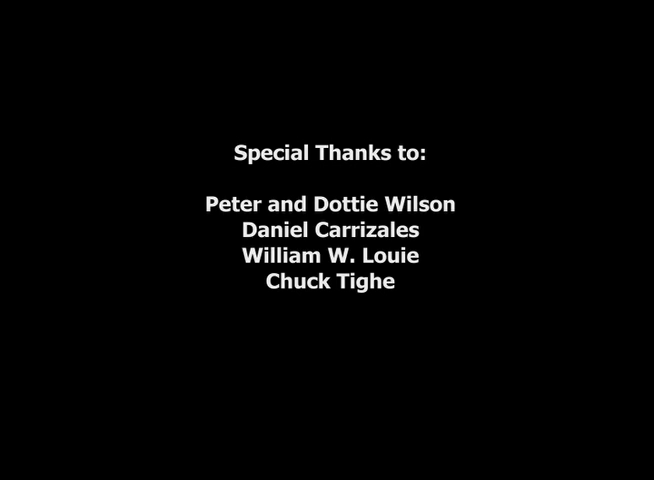 Special Thanks to:
Peter and Dottie Wilson
Daniel Carrizales
William W. Louie
Chuck Tighe